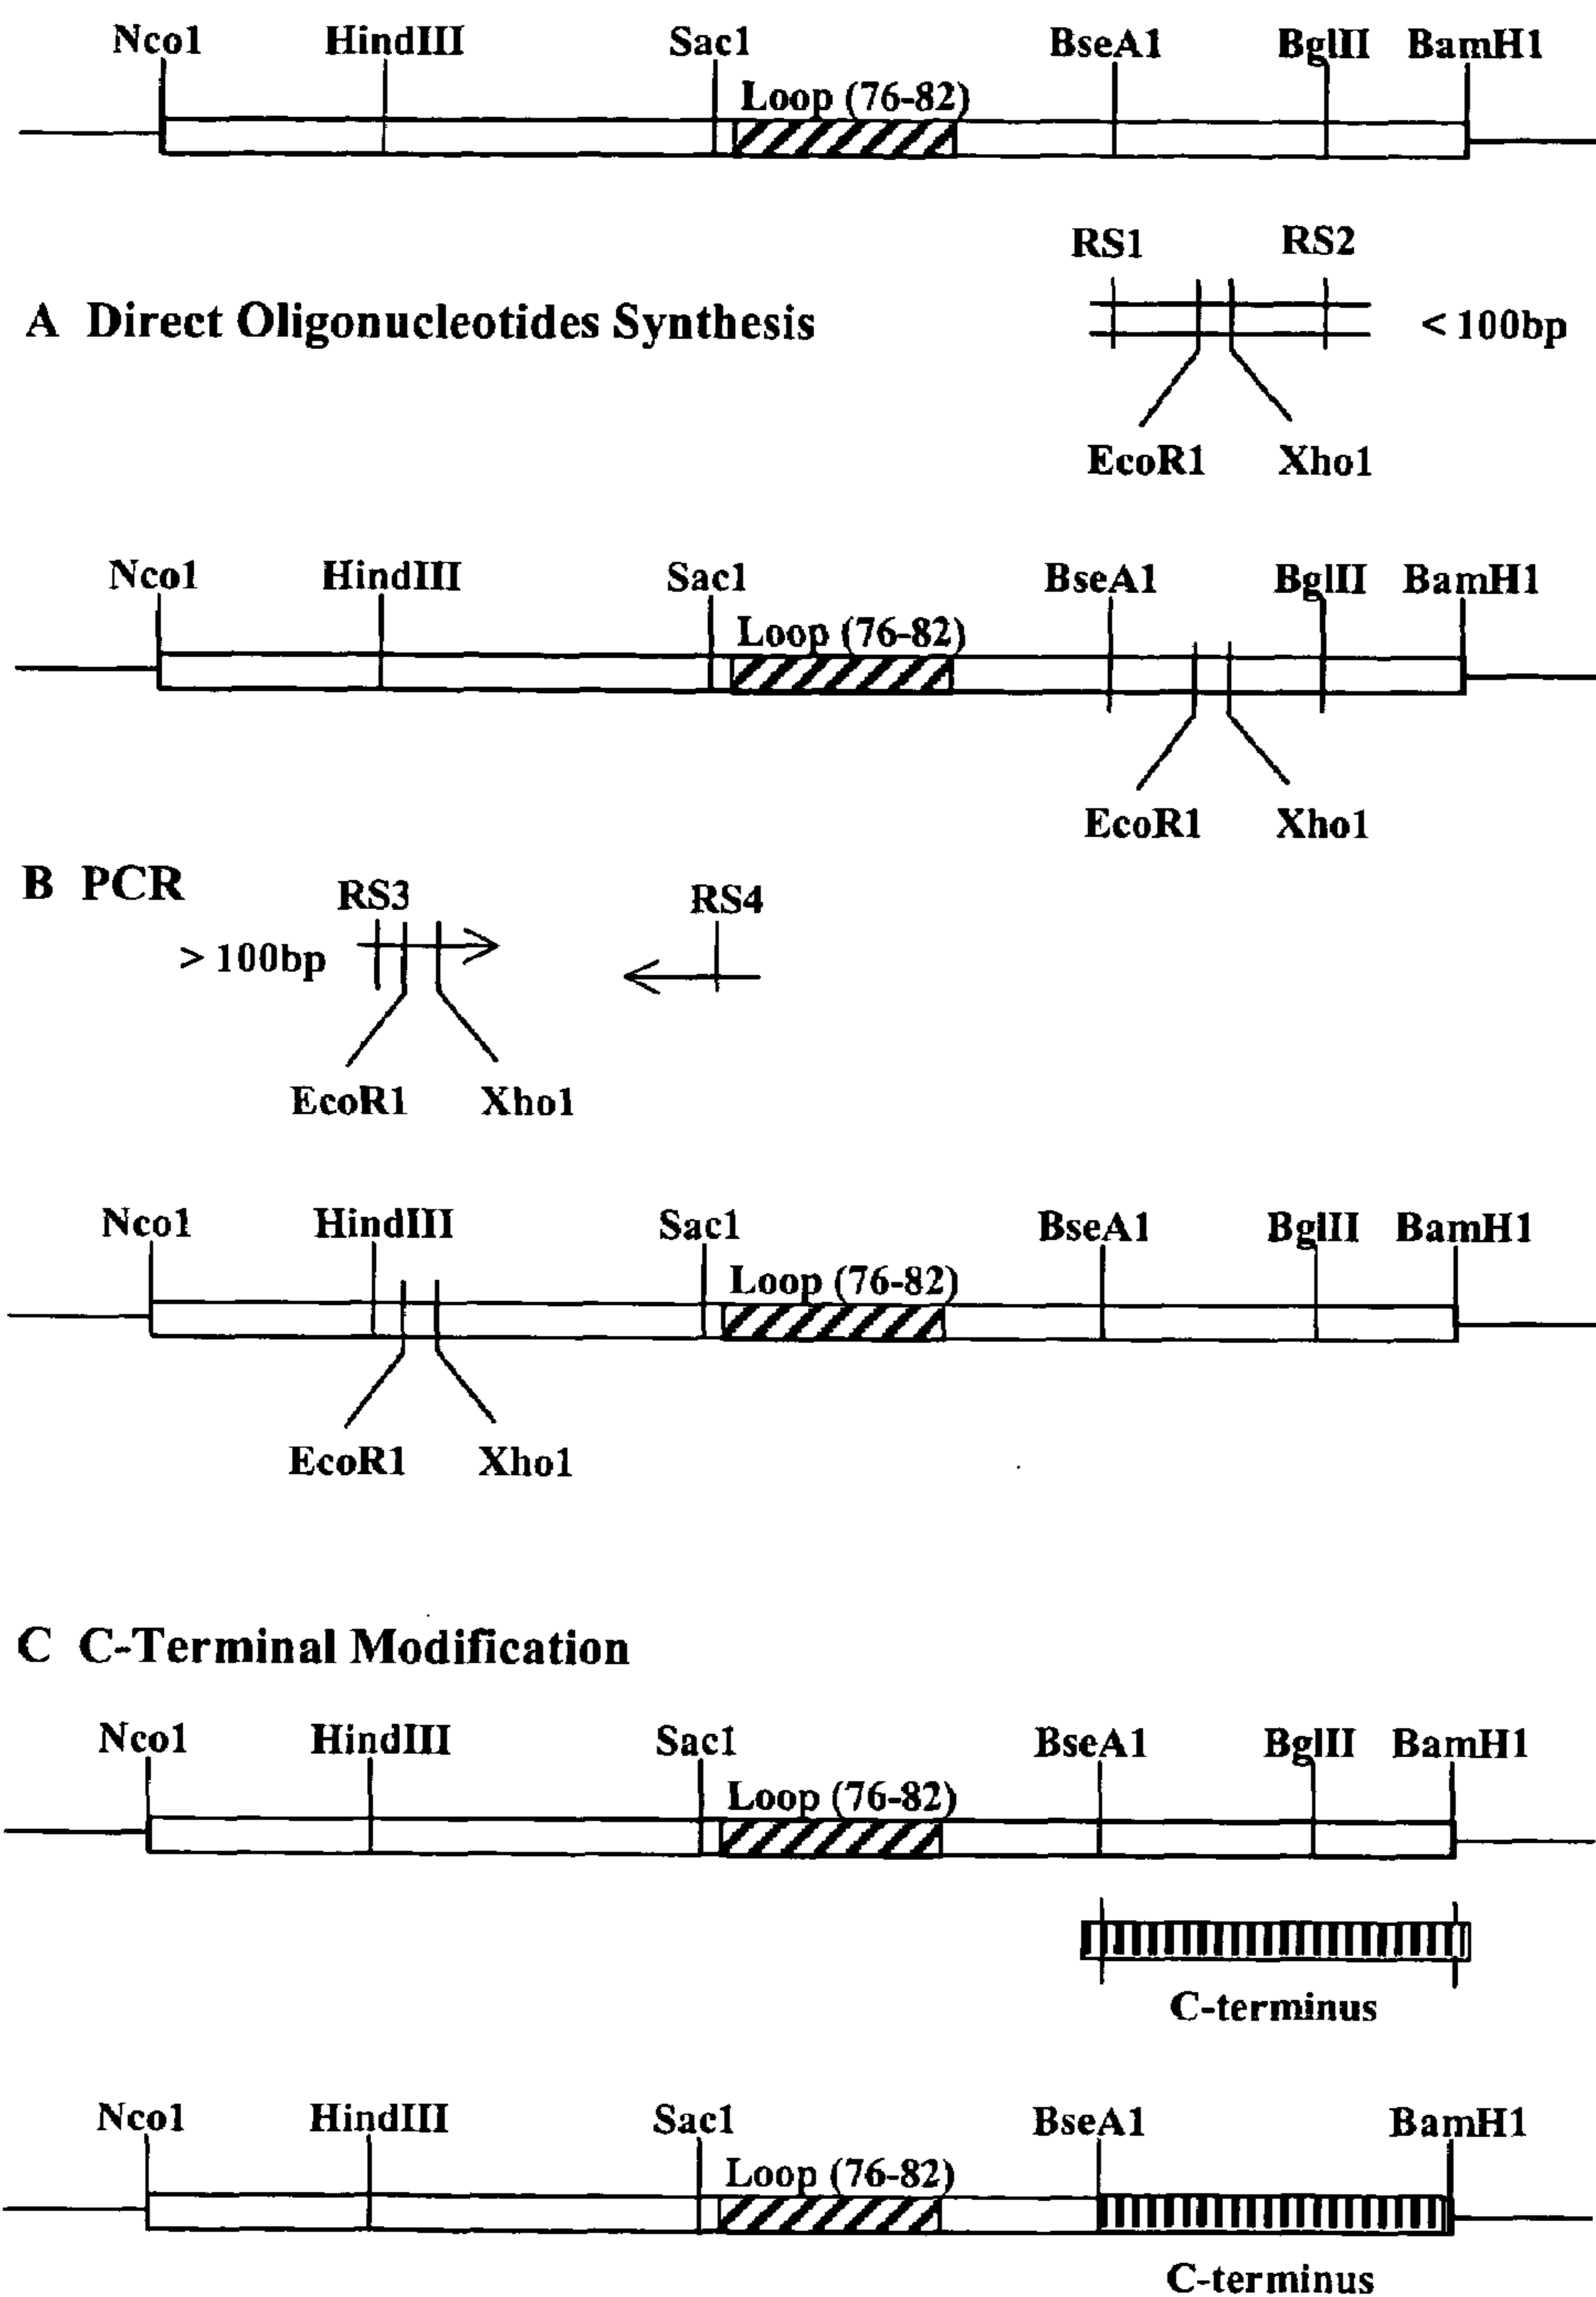 Nco1 HindIII Sac1 BseA1 BglII BamH1
Loop (76-82)
RS1 RS2
A Direct Oligonucleotides Synthesis < 100bp
EcoR1 Xho1
Nco1 HindIII Sac1 BseA1 BglII BamH1
Loop (76-82)
EcoR1 Xho1
B PCR RS3 RS4
> 100bp
EcoR1 Xho1
Nco1 HindIII Sac1 BseA1 BglII BamH1
Loop (76-82)
EcoR1 Xho1
C C-Terminal Modification
Nco1 HindIII Sac1 BseA1 BglII BamH1
Loop (76-82)
C-terminus
Nco1 HindIII Sac1 BseA1 BamH1
Loop (76-82)
C-terminus